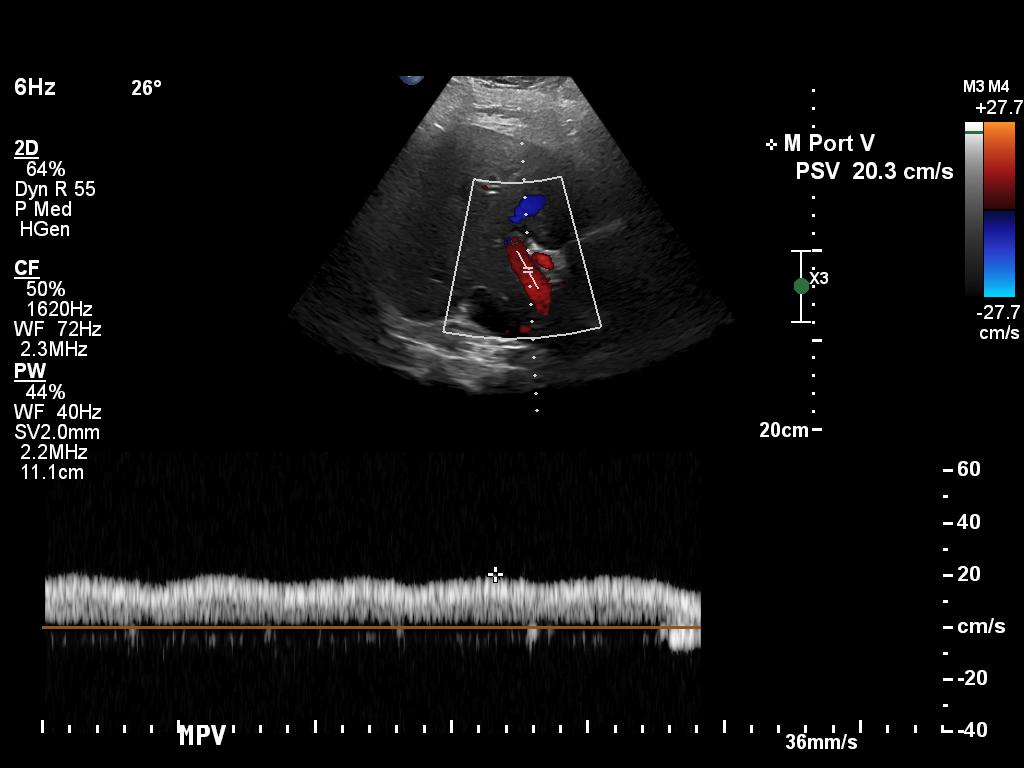 6Hz
26°
M3 M4
+27.7
2D
64%
Dyn R 55
P Med
HGen
M Port V
PSV 20.3 cm/s
CF
50%
1620Hz
WF 72Hz
2.3MHz
X3
-27.7
cm/s
PW
44%
WF 40Hz
SV2.0mm
2.2MHz
11.1cm
20cm
60
40
20
cm/s
-20
-40
MPV
36mm/s